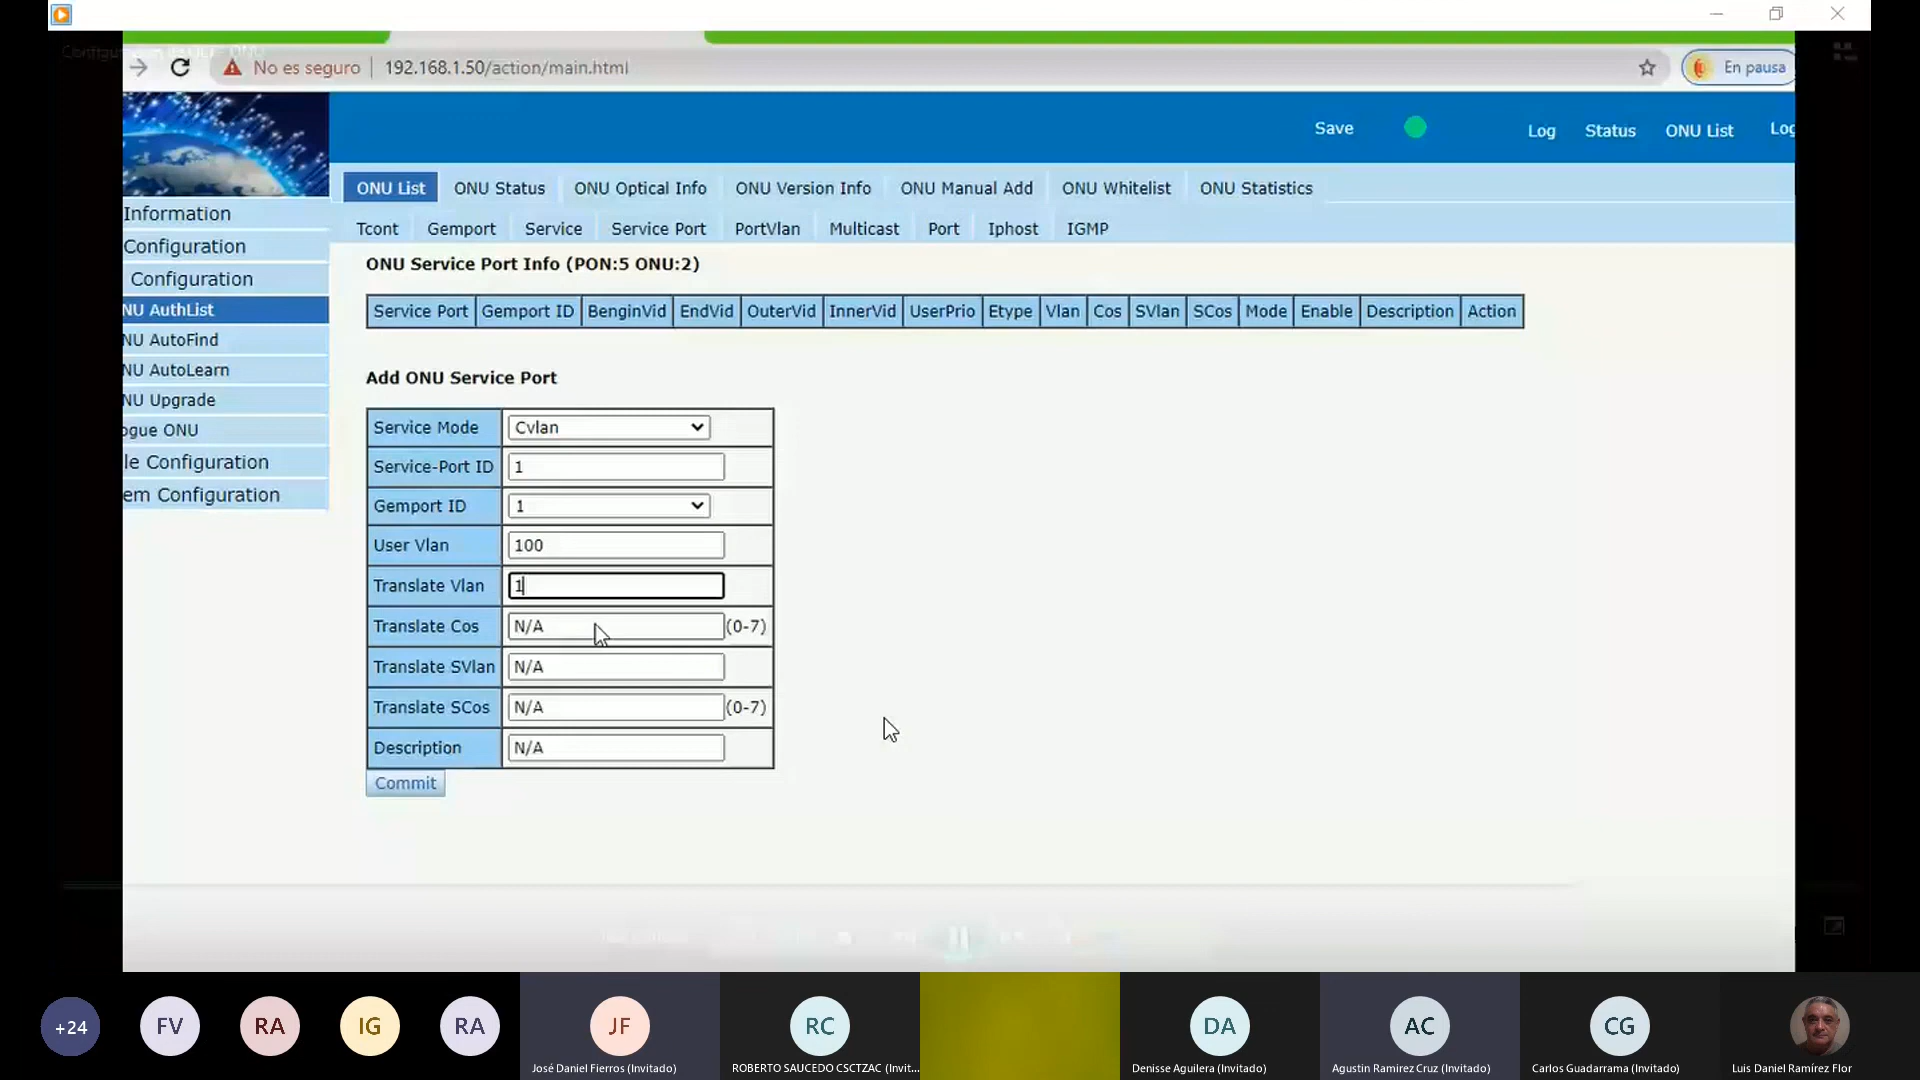 No es seguro | 192.168.1.50/action/main.html En pausa
Save Log Status ONU List Log
ONU List ONU Status ONU Optical Info ONU Version Info ONU Manual Add ONU Whitelist ONU Statistics
Tcont Gemport Service Service Port PortVlan Multicast Port Iphost IGMP
Information
Configuration
Configuration
NU AuthList
NU AutoFind
NU AutoLearn
NU Upgrade
ogue ONU
le Configuration
em Configuration
ONU Service Port Info (PON:5 ONU:2)
Service Port Gemport ID BenginVid EndVid OuterVid InnerVid UserPrio Etype Vlan Cos SVlan SCos Mode Enable Description Action
Add ONU Service Port
Service Mode Cvlan
Service-Port ID 1
Gemport ID 1
User Vlan 100
Translate Vlan 1
Translate Cos N/A (0-7)
Translate SVlan N/A
Translate SCos N/A (0-7)
Description N/A
Commit
+24 FV RA IG RA JF RC DA AC CG
José Daniel Fierros (Invitado) ROBERTO SAUCEDO CSCTZAC (Invit... Denisse Aguilera (Invitado) Agustin Ramirez Cruz (Invitado) Carlos Guadarrama (Invitado) Luis Daniel Ramírez Flor